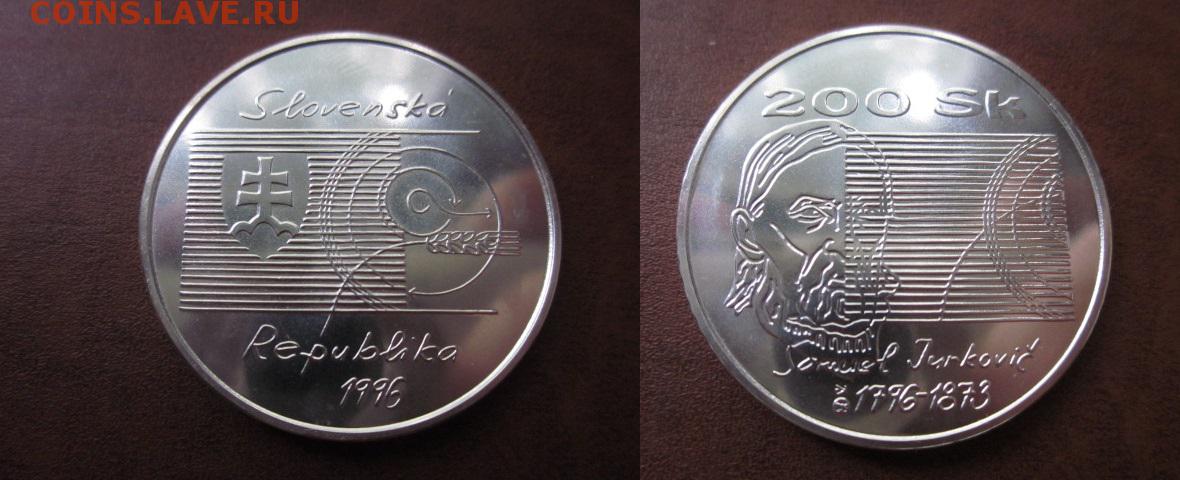 COINS.LAVE.RU
Slovenská
Republika
1996
200 Sk
Samuel Jurkovič
1796-1873